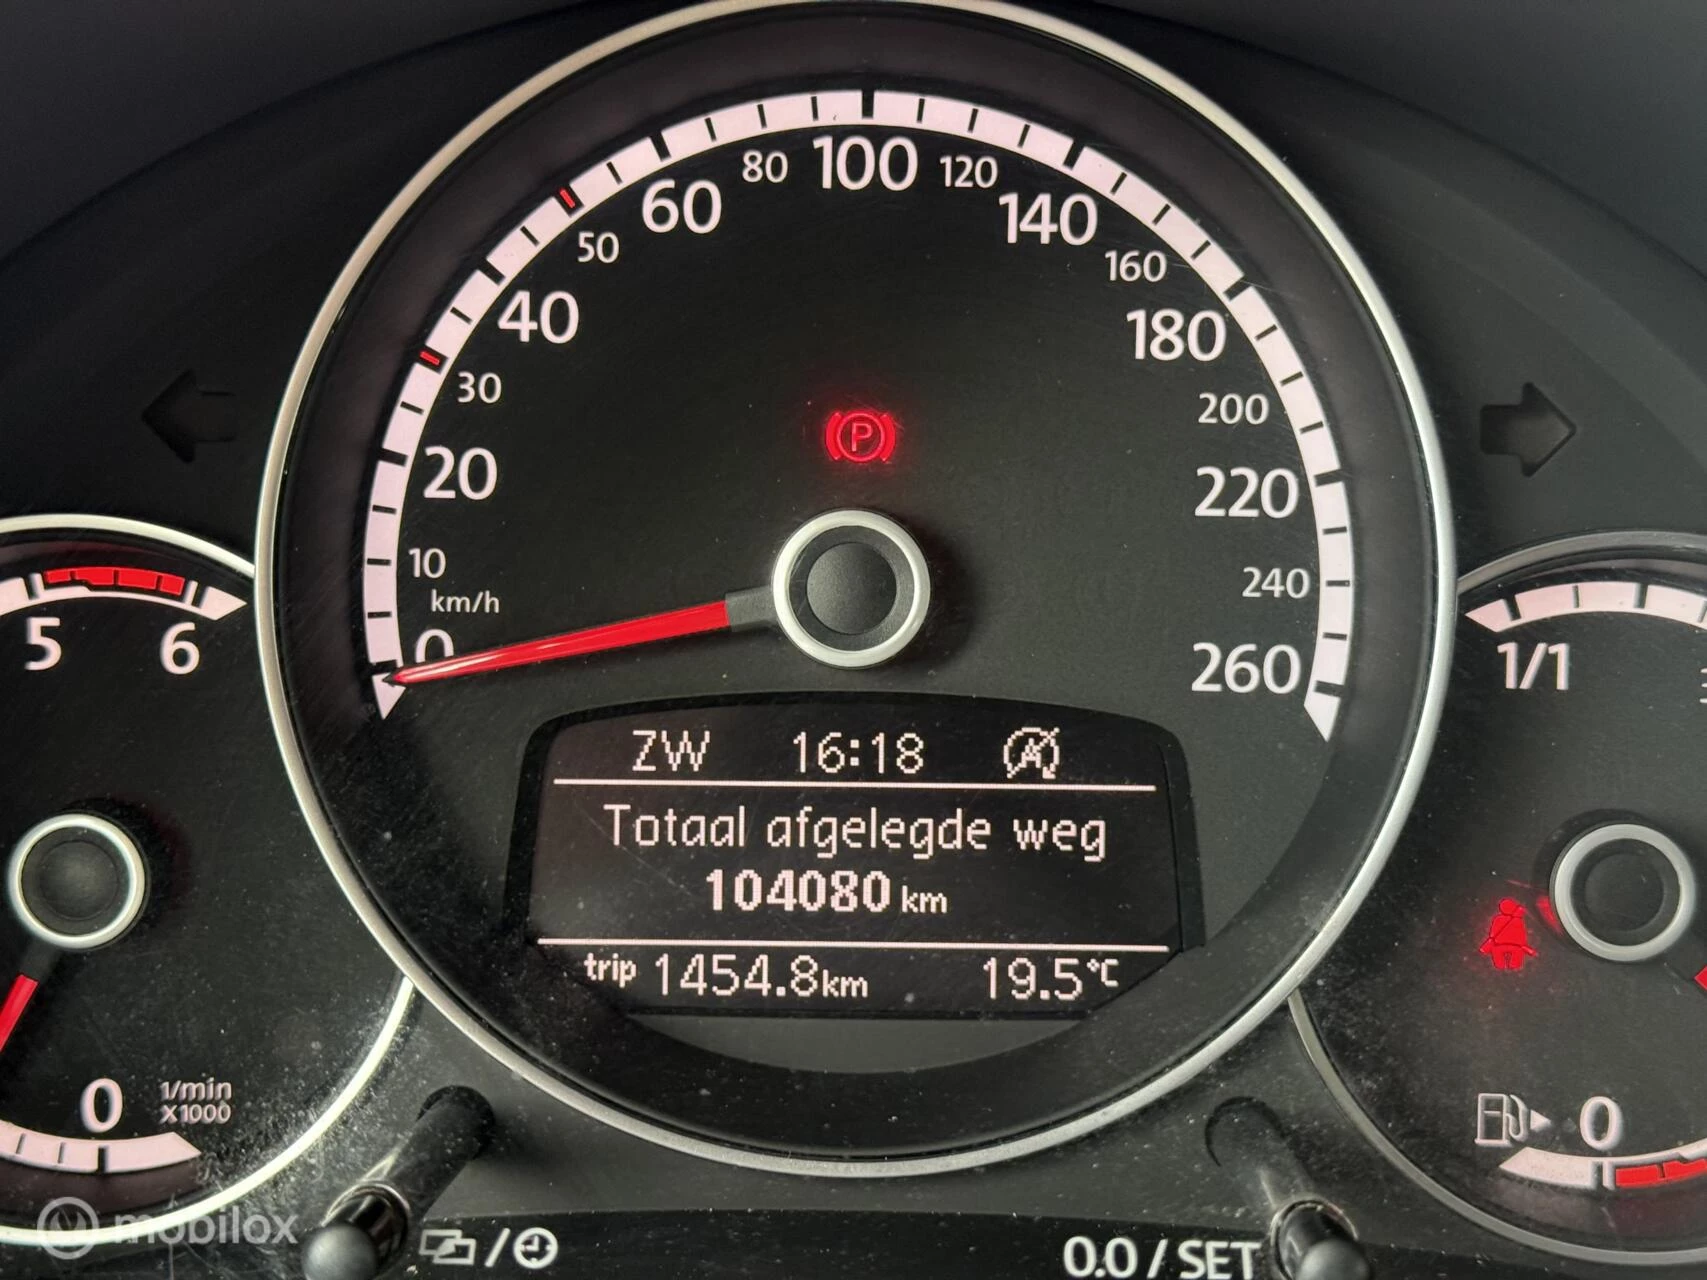 100
80
120
60
140
50
160
40
180
30
200
20
220
10
240
km/h
0
260
P
5
6
1/1
ZW 16:18 A
Totaal afgelegde weg
104080 km
trip 1454.8 km 19.5°C
0
1/min
X1000
0
mobilox
0.0 / SET